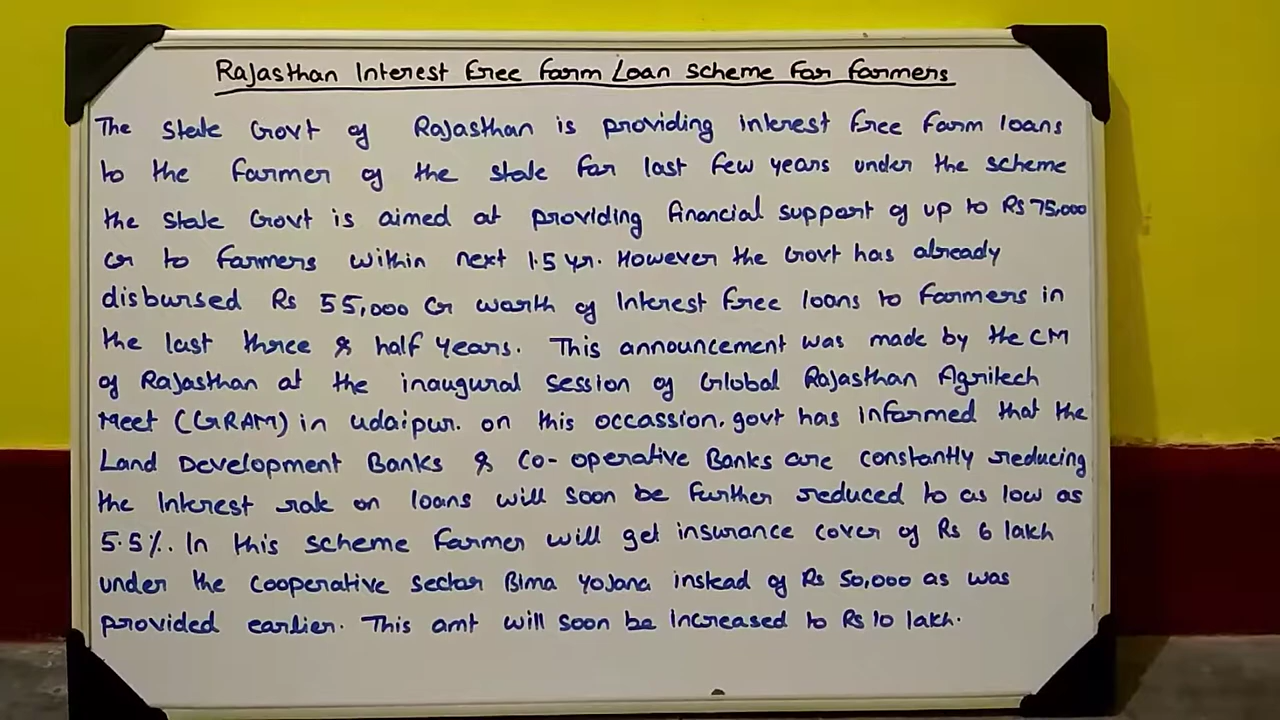 Rajasthan Interest free farm Loan scheme for farmers
The State Govt of Rajasthan is providing interest free farm loans
to the farmer of the state for last few years under the scheme
the State Govt is aimed at providing financial support of up to Rs 75,000
cr to farmers within next 1.5 yr. However the Govt has already
disbursed Rs 55,000 Cr worth of Interest free loans to farmers in
the last three & half years. This announcement was made by the CM
of Rajasthan at the inaugural session of Global Rajasthan Agritech
Meet (GRAM) in Udaipur. on this occassion. govt has informed that the
Land Development Banks & Co-operative Banks are constantly reducing
the Interest rate on loans will soon be further reduced to as low as
5.5%. In this scheme farmer will get insurance cover of Rs 6 lakh
under the cooperative sector Bima Yojana instead of Rs 50,000 as was
provided earlier. This amt will soon be increased to Rs 10 lakh.